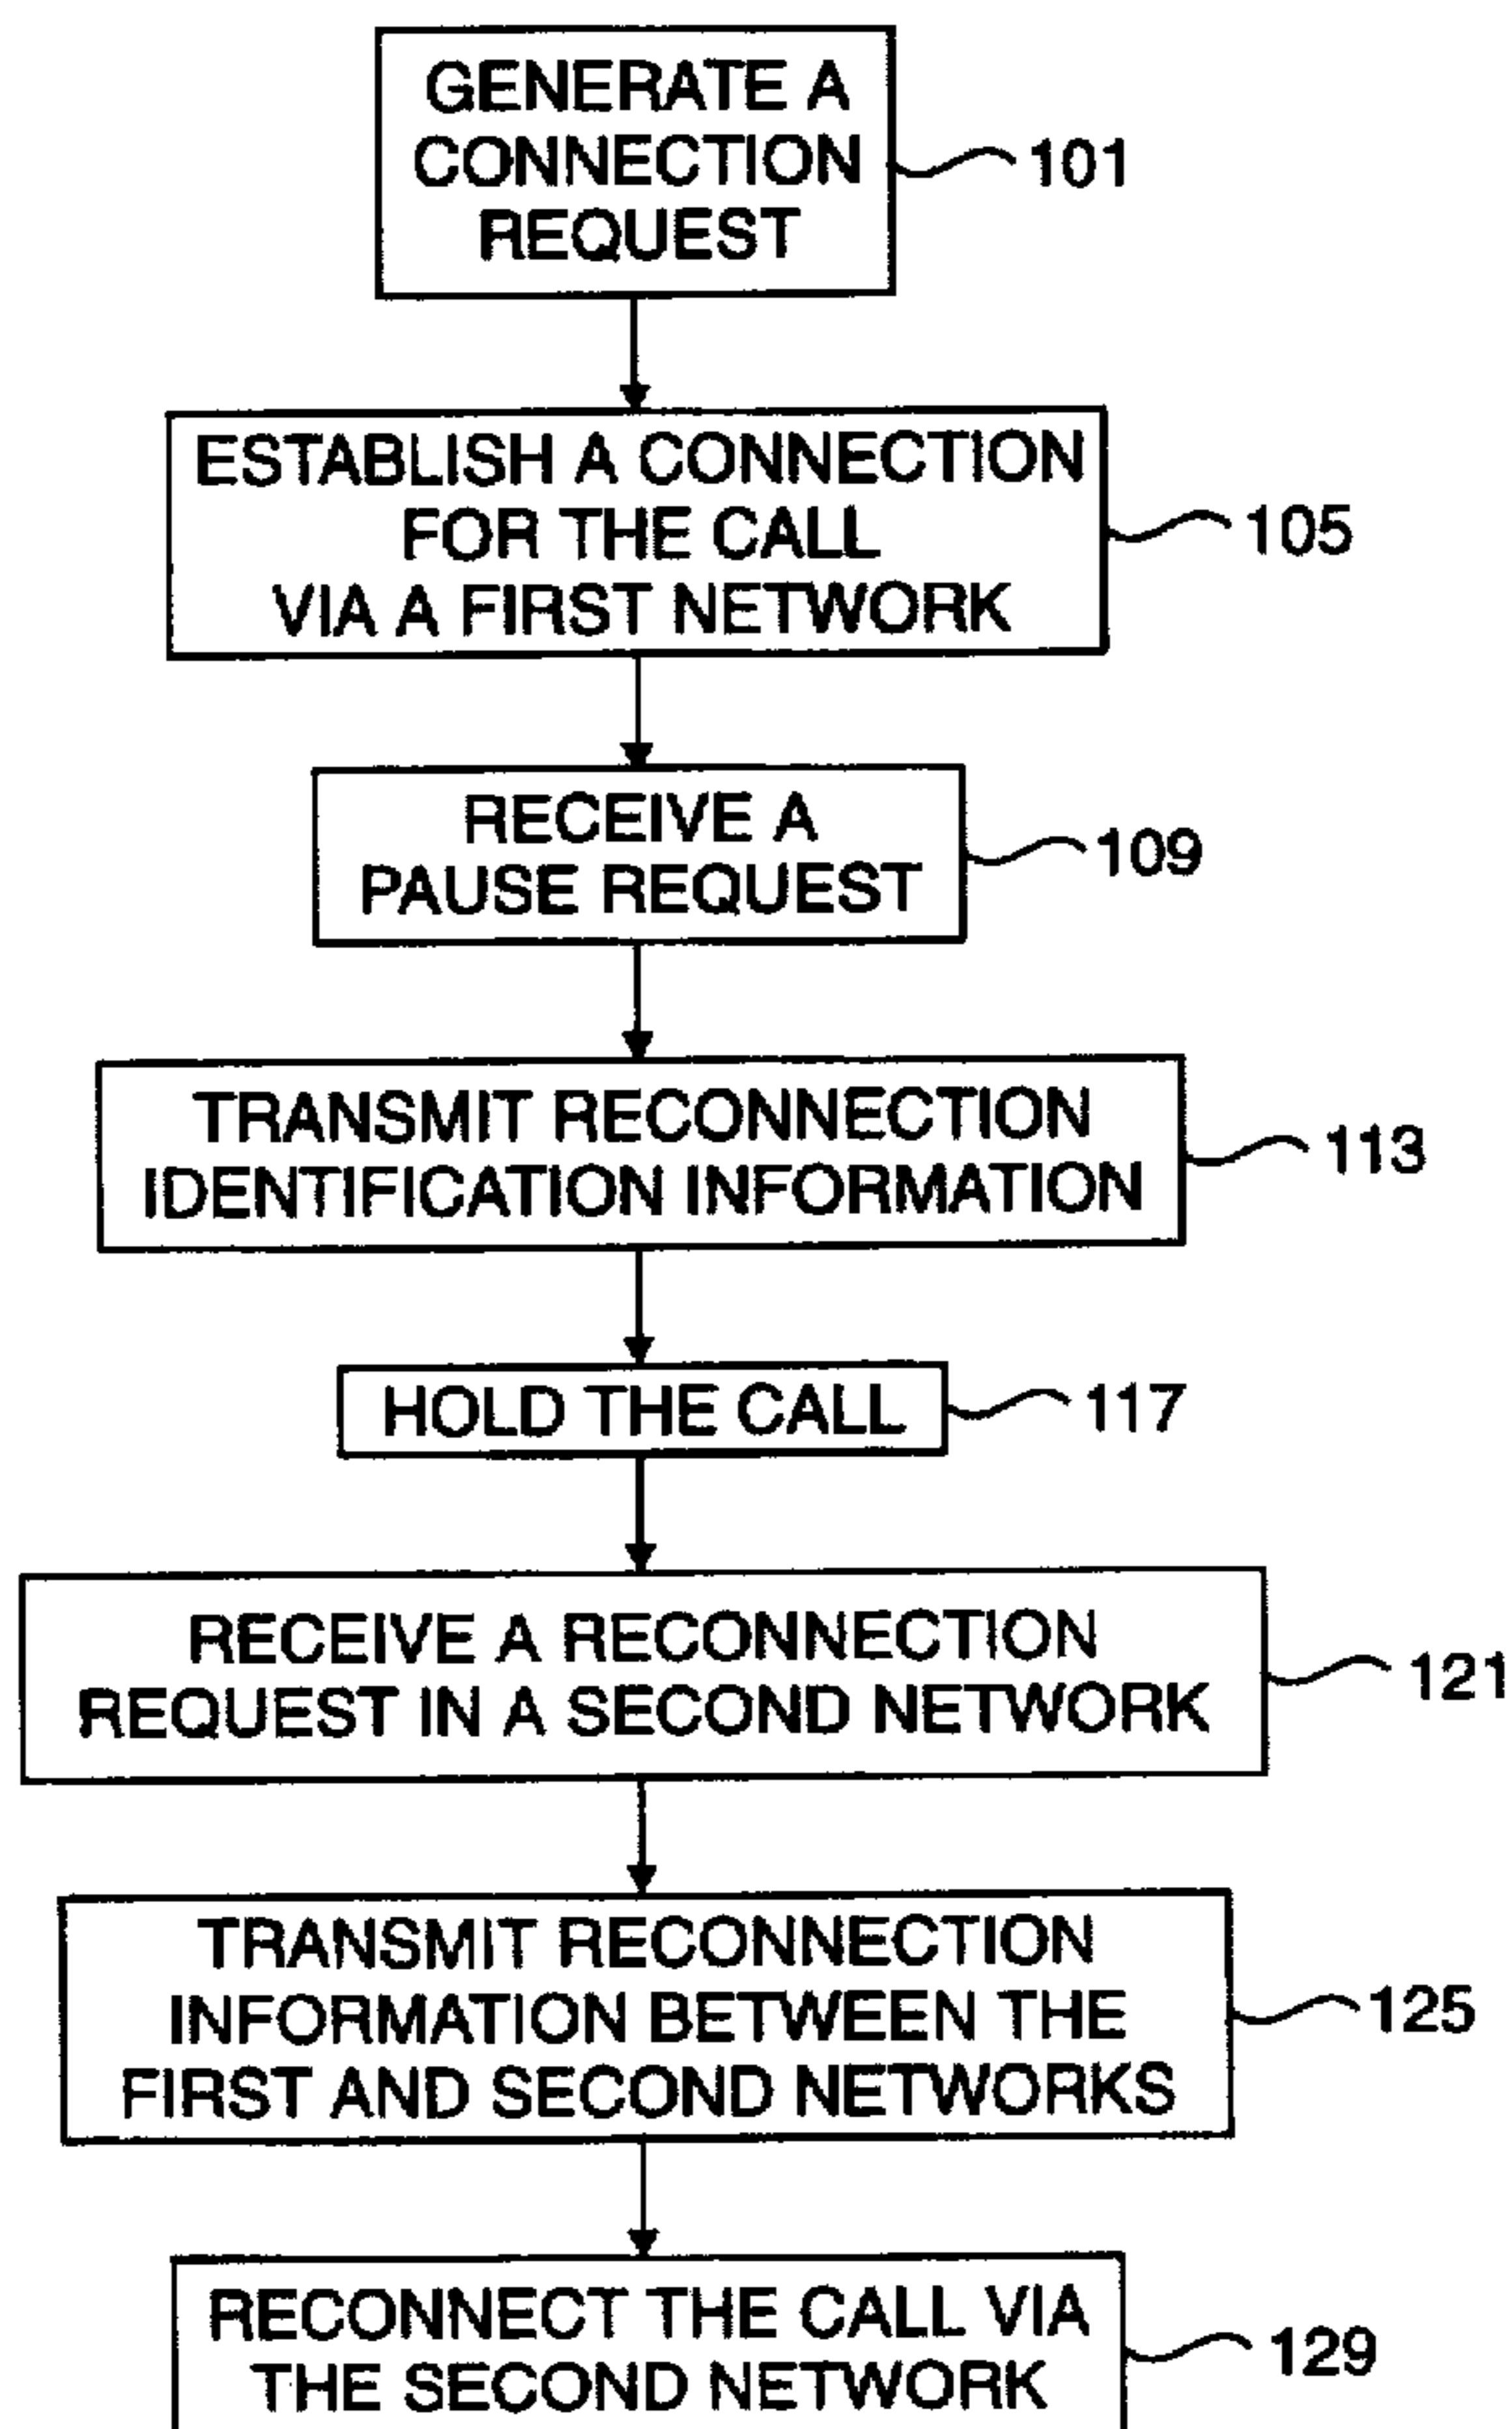 GENERATE A
CONNECTION
REQUEST
101
ESTABLISH A CONNECTION
FOR THE CALL
VIA A FIRST NETWORK
105
RECEIVE A
PAUSE REQUEST
109
TRANSMIT RECONNECTION
IDENTIFICATION INFORMATION
113
HOLD THE CALL
117
RECEIVE A RECONNECTION
REQUEST IN A SECOND NETWORK
121
TRANSMIT RECONNECTION
INFORMATION BETWEEN THE
FIRST AND SECOND NETWORKS
125
RECONNECT THE CALL VIA
THE SECOND NETWORK
129